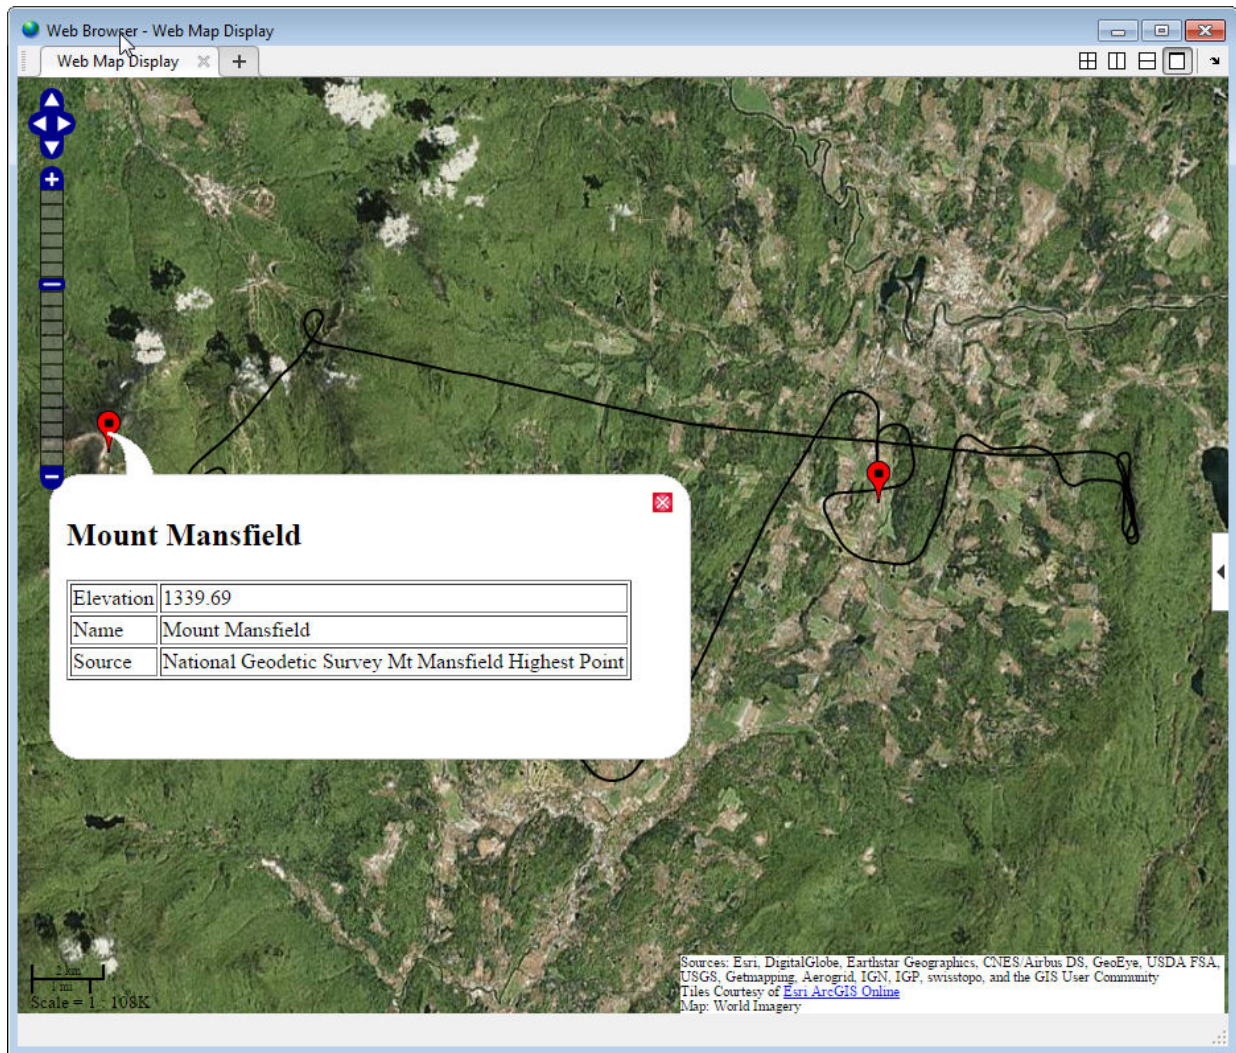 Web Browser - Web Map Display
Web Map Display
Mount Mansfield
Elevation 1339.69
Name Mount Mansfield
Source National Geodetic Survey Mt Mansfield Highest Point
2 km
1 mi
Scale = 1 : 108K
Sources: Esri, DigitalGlobe, Earthstar Geographics, CNES/Airbus DS, GeoEye, USDA FSA,
USGS, Getmapping, Aerogrid, IGN, IGP, swisstopo, and the GIS User Community
Tiles Courtesy of Esri ArcGIS Online
Map: World Imagery